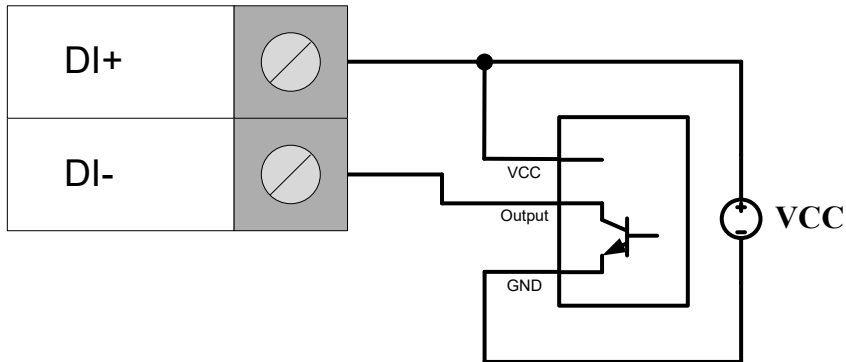 DI+
DI-
VCC
Output
GND
VCC